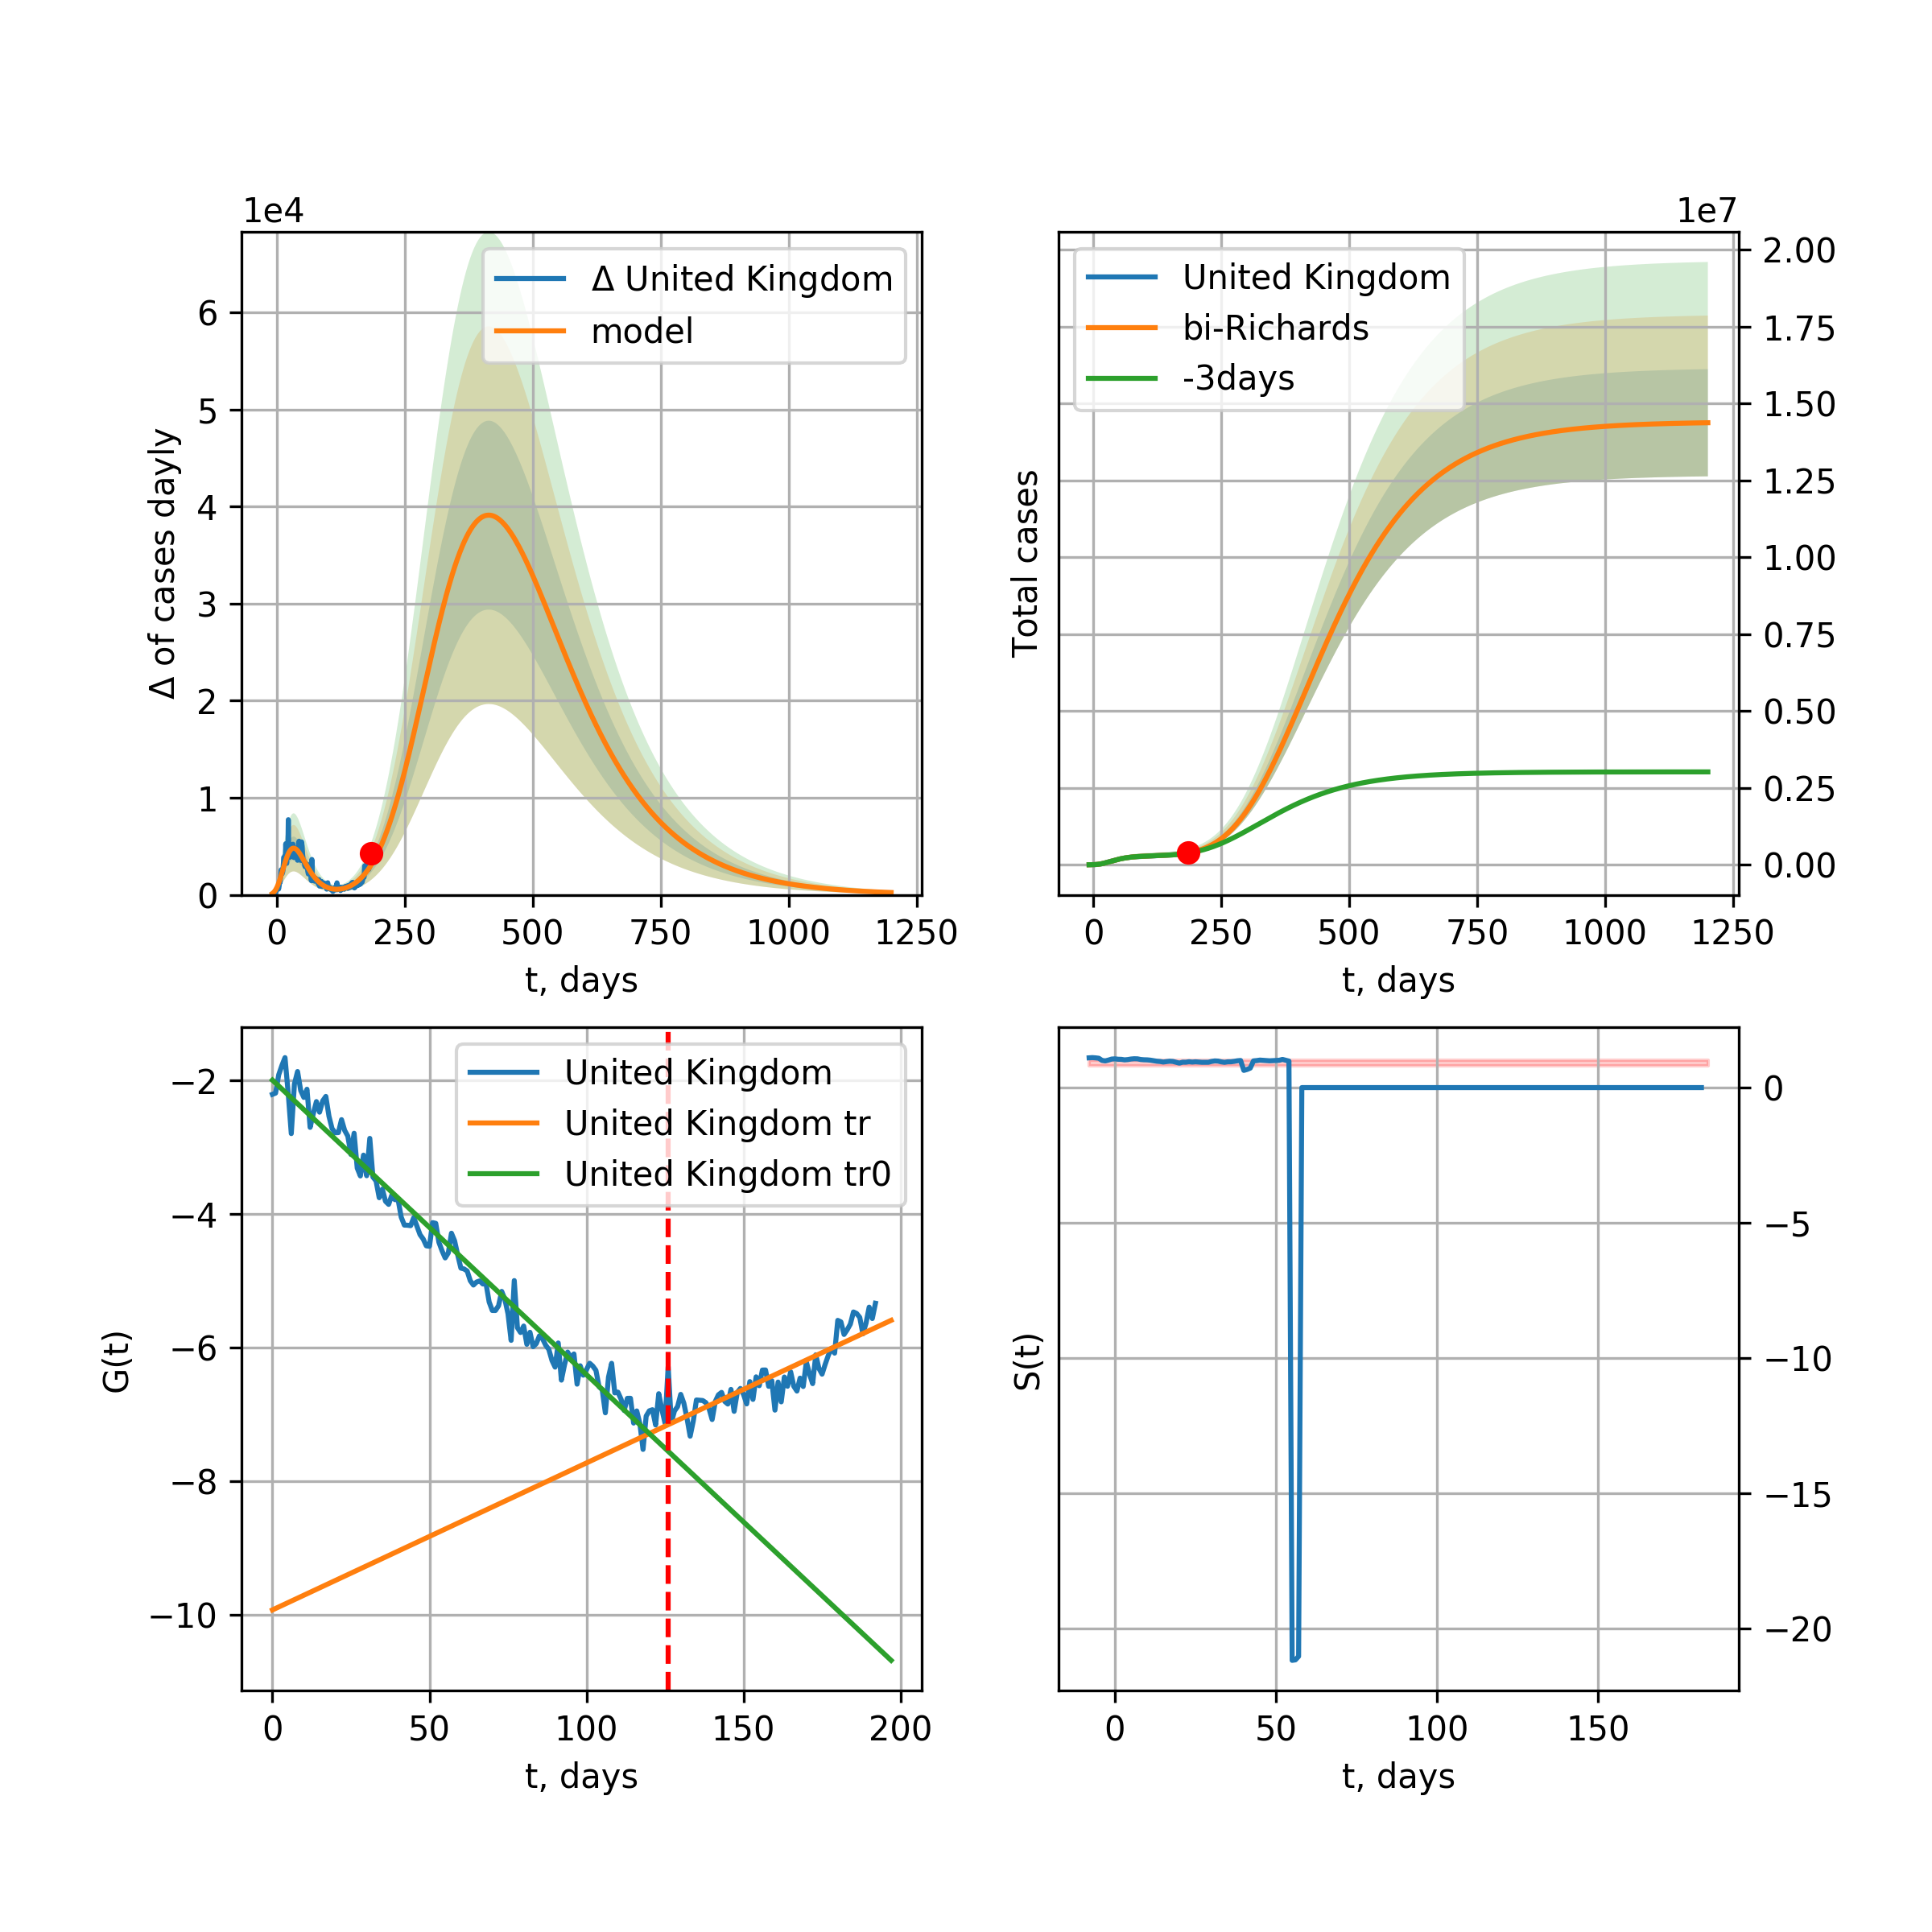 1e4
Δ United Kingdom
model
6
5
4
3
2
1
0
Δ of cases dayly
0 250 500 750 1000 1250
t, days
1e7
United Kingdom
bi-Richards
-3days
2.00
1.75
1.50
1.25
1.00
0.75
0.50
0.25
0.00
Total cases
0 250 500 750 1000 1250
t, days
United Kingdom
United Kingdom tr
United Kingdom tr0
−2
−4
−6
−8
−10
G(t)
0 50 100 150 200
t, days
0
−5
−10
−15
−20
S(t)
0 50 100 150
t, days